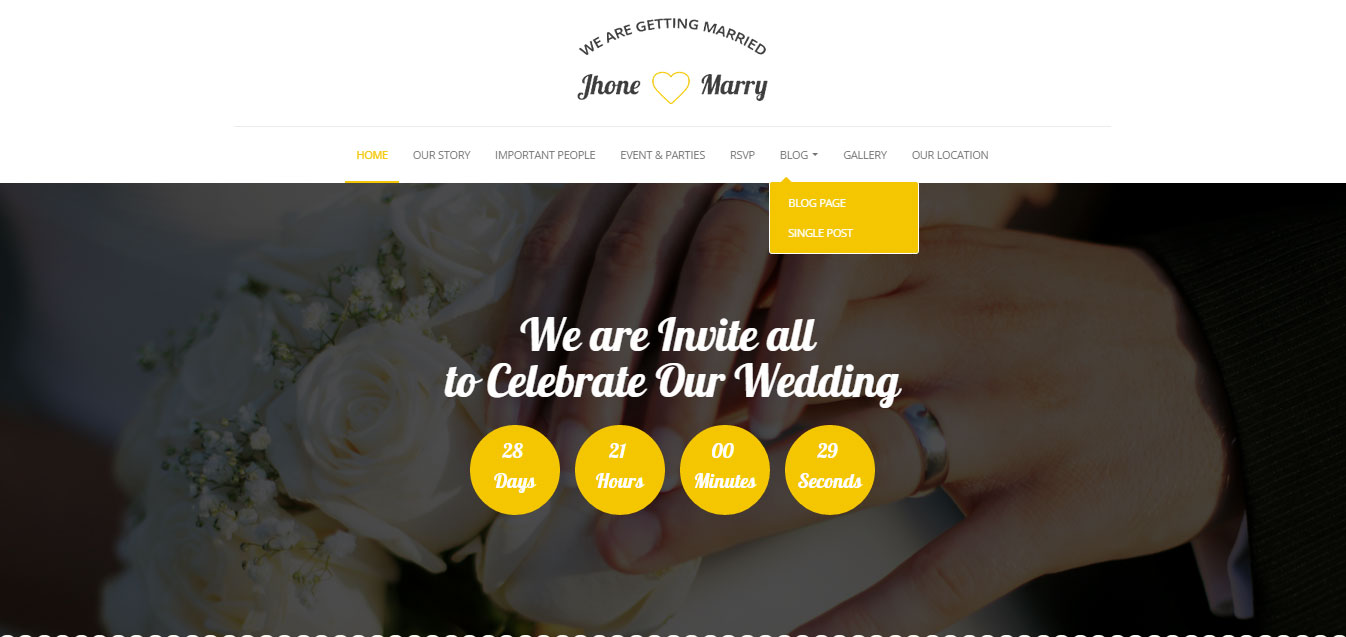 WE ARE GETTING MARRIED
Jhone Marry
HOME OUR STORY IMPORTANT PEOPLE EVENT & PARTIES RSVP BLOG GALLERY OUR LOCATION
BLOG PAGE
SINGLE POST
We are Invite all
to Celebrate Our Wedding
28 21 00 29
Days Hours Minutes Seconds